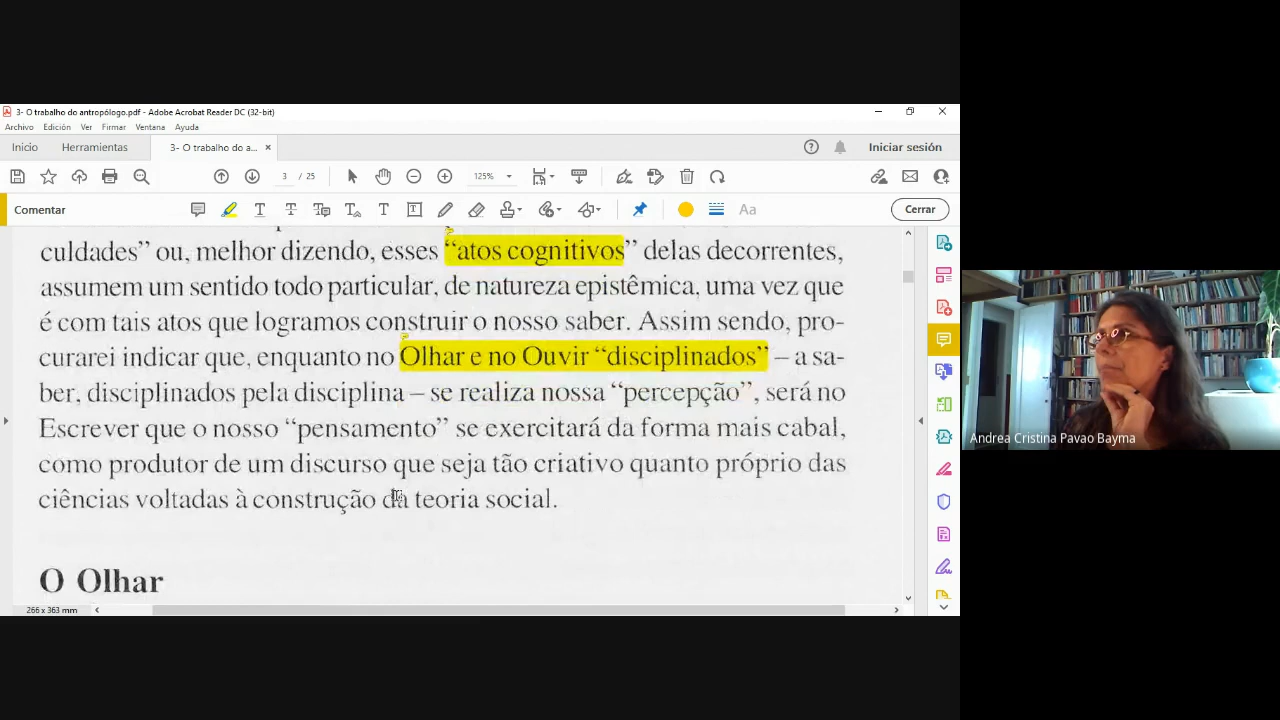 3- O trabalho do antropólogo.pdf - Adobe Acrobat Reader DC (32-bit)
Archivo Edición Ver Firmar Ventana Ayuda
Inicio Herramientas 3- O trabalho do a... × Iniciar sesión
3 / 25 125%
Comentar Aa Cerrar
culdades” ou, melhor dizendo, esses “atos cognitivos” delas decorrentes,
assumem um sentido todo particular, de natureza epistêmica, uma vez que
é com tais atos que logramos construir o nosso saber. Assim sendo, pro-
curarei indicar que, enquanto no Olhar e no Ouvir “disciplinados” – a sa-
ber, disciplinados pela disciplina – se realiza nossa “percepção”, será no
Escrever que o nosso “pensamento” se exercitará da forma mais cabal,
como produtor de um discurso que seja tão criativo quanto próprio das
ciências voltadas à construção da teoria social.
O Olhar
266 x 363 mm
Andrea Cristina Pavao Bayma